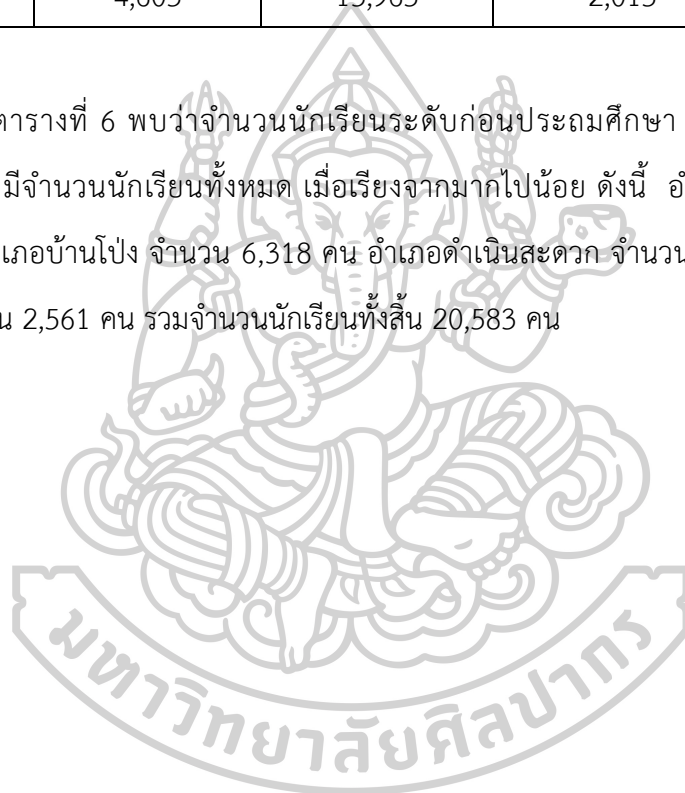 4,605 15,963 2,015
ตารางที่ 6 พบว่าจำนวนนักเรียนระดับก่อนประถมศึกษา
มีจำนวนนักเรียนทั้งหมด เมื่อเรียงจากมากไปน้อย ดังนี้
เภอบ้านโป่ง จำนวน 6,318 คน อำเภอดำเนินสะดวก จำนวน
น 2,561 คน รวมจำนวนนักเรียนทั้งสิ้น 20,583 คน
มหาวิทยาลัยศิลปากร